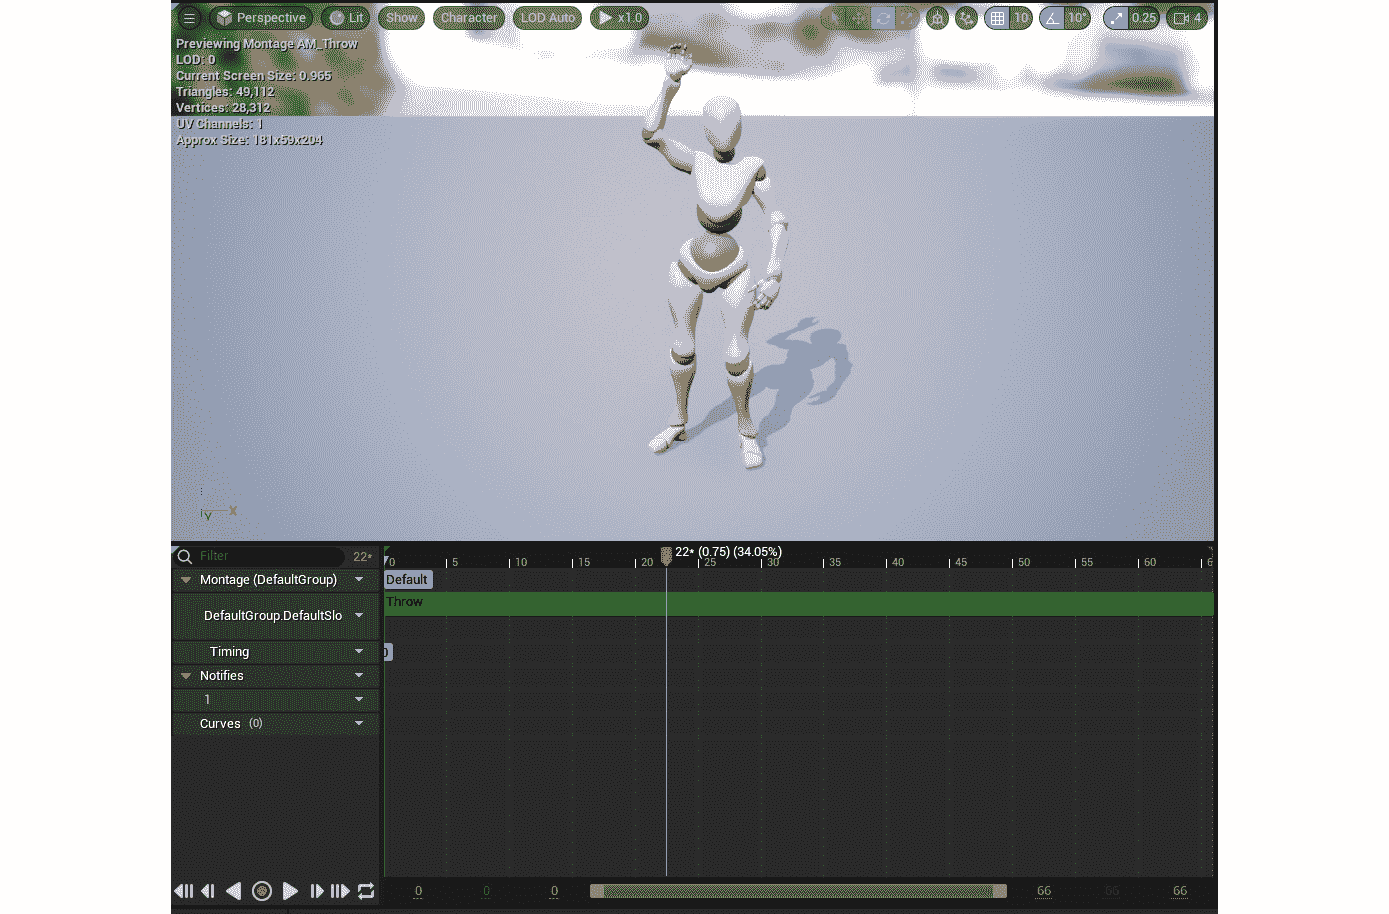 Perspective Lit Show Character LOD Auto x1.0 10 10° 0.25 4
Previewing Montage AM_Throw
LOD: 0
Current Screen Size: 0.965
Triangles: 49,112
Vertices: 28,312
UV Channels: 1
Approx Size: 181x59x204
X
Y
Filter 22*
22* (0.75) (34.05%)
0 5 10 15 20 25 30 35 40 45 50 55 60 6
Montage (DefaultGroup)
Default
Throw
DefaultGroup.DefaultSlo
Timing
Notifies
1
Curves (0)
0 0 0 66 66 66